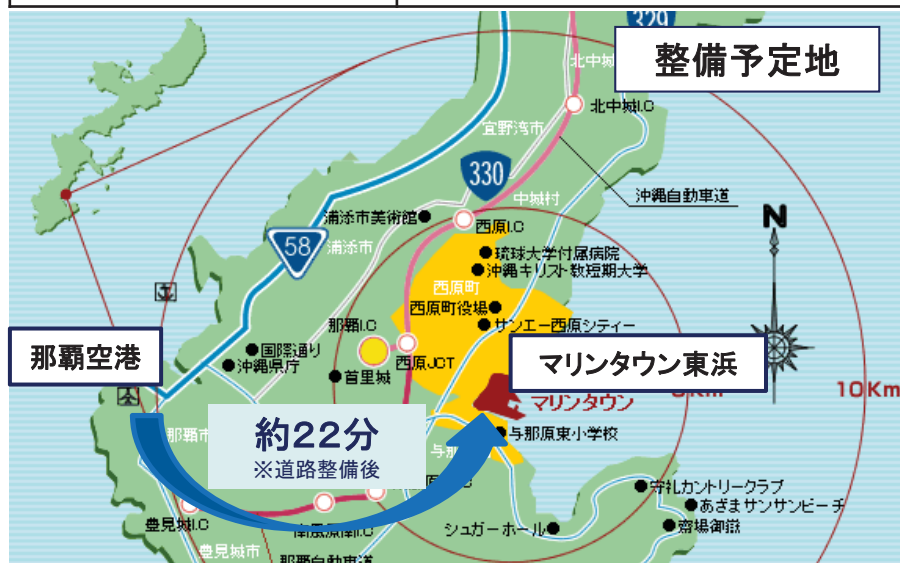 329
整備予定地
北中城I.C
宜野湾市
330
沖縄自動車道
中城村
N
浦添市美術館
西原I.C
58
浦添市
琉球大学付属病院
沖縄キリスト教短期大学
西原町
西原町役場
那覇I.C
サンエー西原シティー
那覇空港
国際通り
沖縄県庁
首里城
西原JCT
マリンタウン東浜
マリンタウン
10Km
約22分
※道路整備後
那覇市
与那原東小学校
守礼カントリークラブ
あざまサンサンビーチ
齋場御嶽
豊見城I.C
南風原南I.C
シュガーホール
豊見城市
那覇自動車道